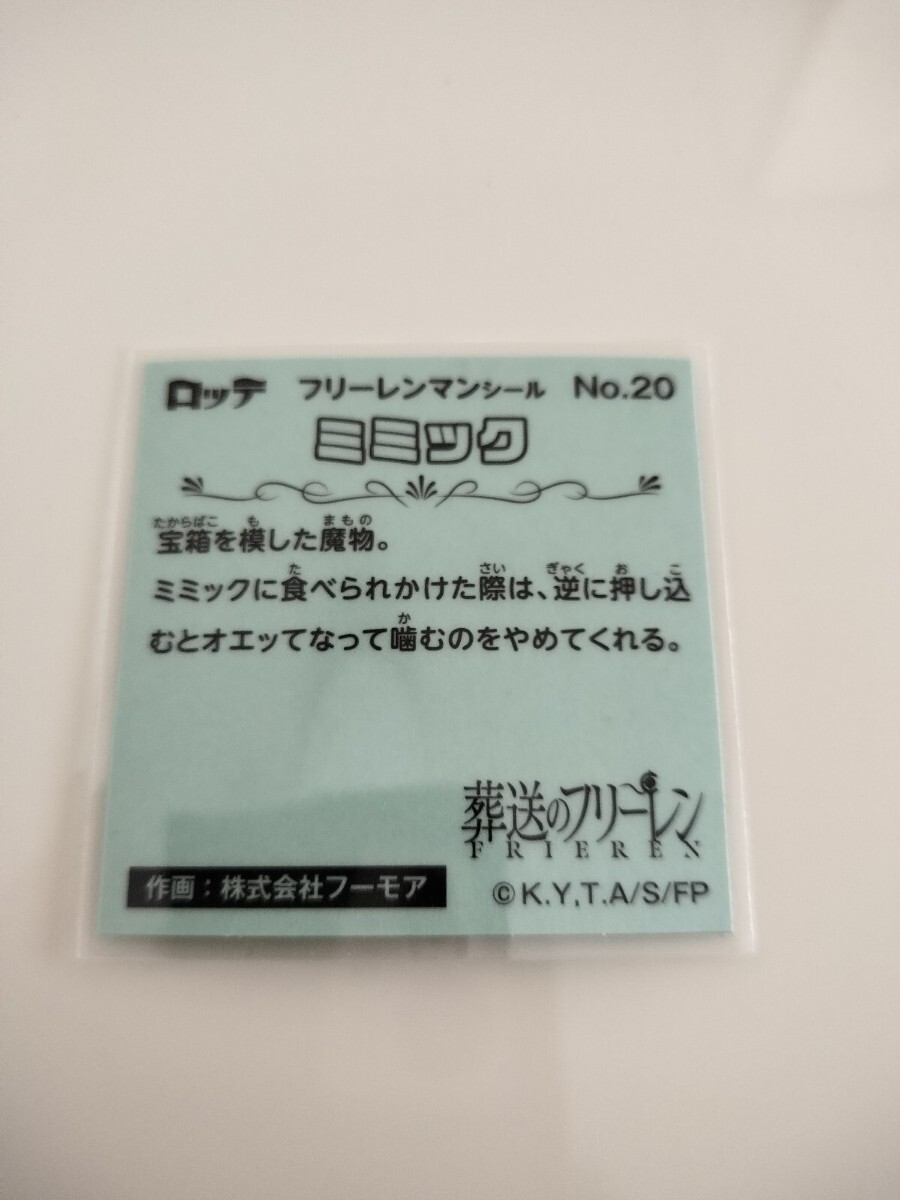 ロッテ フリーレンマンシール No.20
ミミック
たからばこ も まもの
宝箱を模した魔物。
た さい ぎゃく お こ
ミミックに食べられかけた際は、逆に押し込
か
むとオエッてなって噛むのをやめてくれる。
葬送のフリーレン
FRIEREN
作画：株式会社フーモア
©K.Y,T.A/S/FP